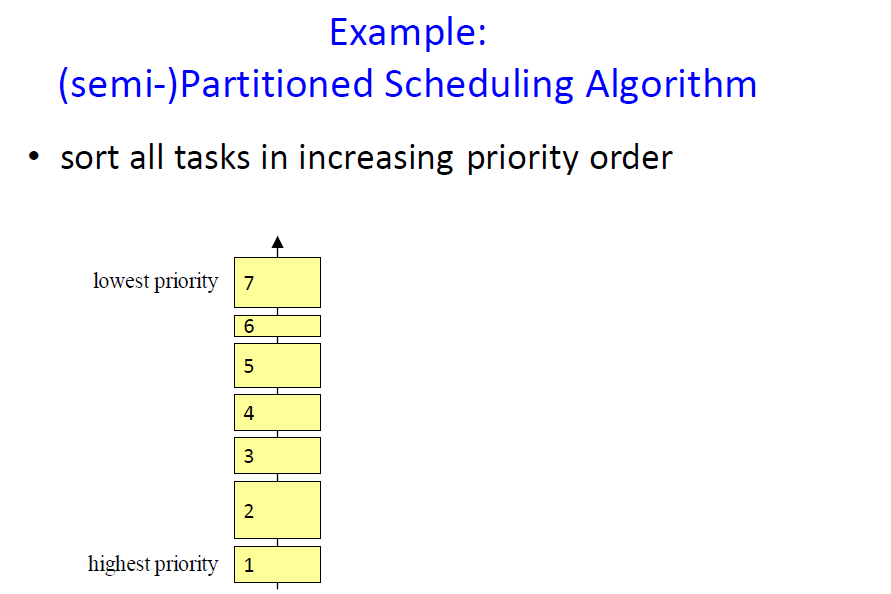 Example:
(semi-)Partitioned Scheduling Algorithm
• sort all tasks in increasing priority order
lowest priority 7
6
5
4
3
2
highest priority 1